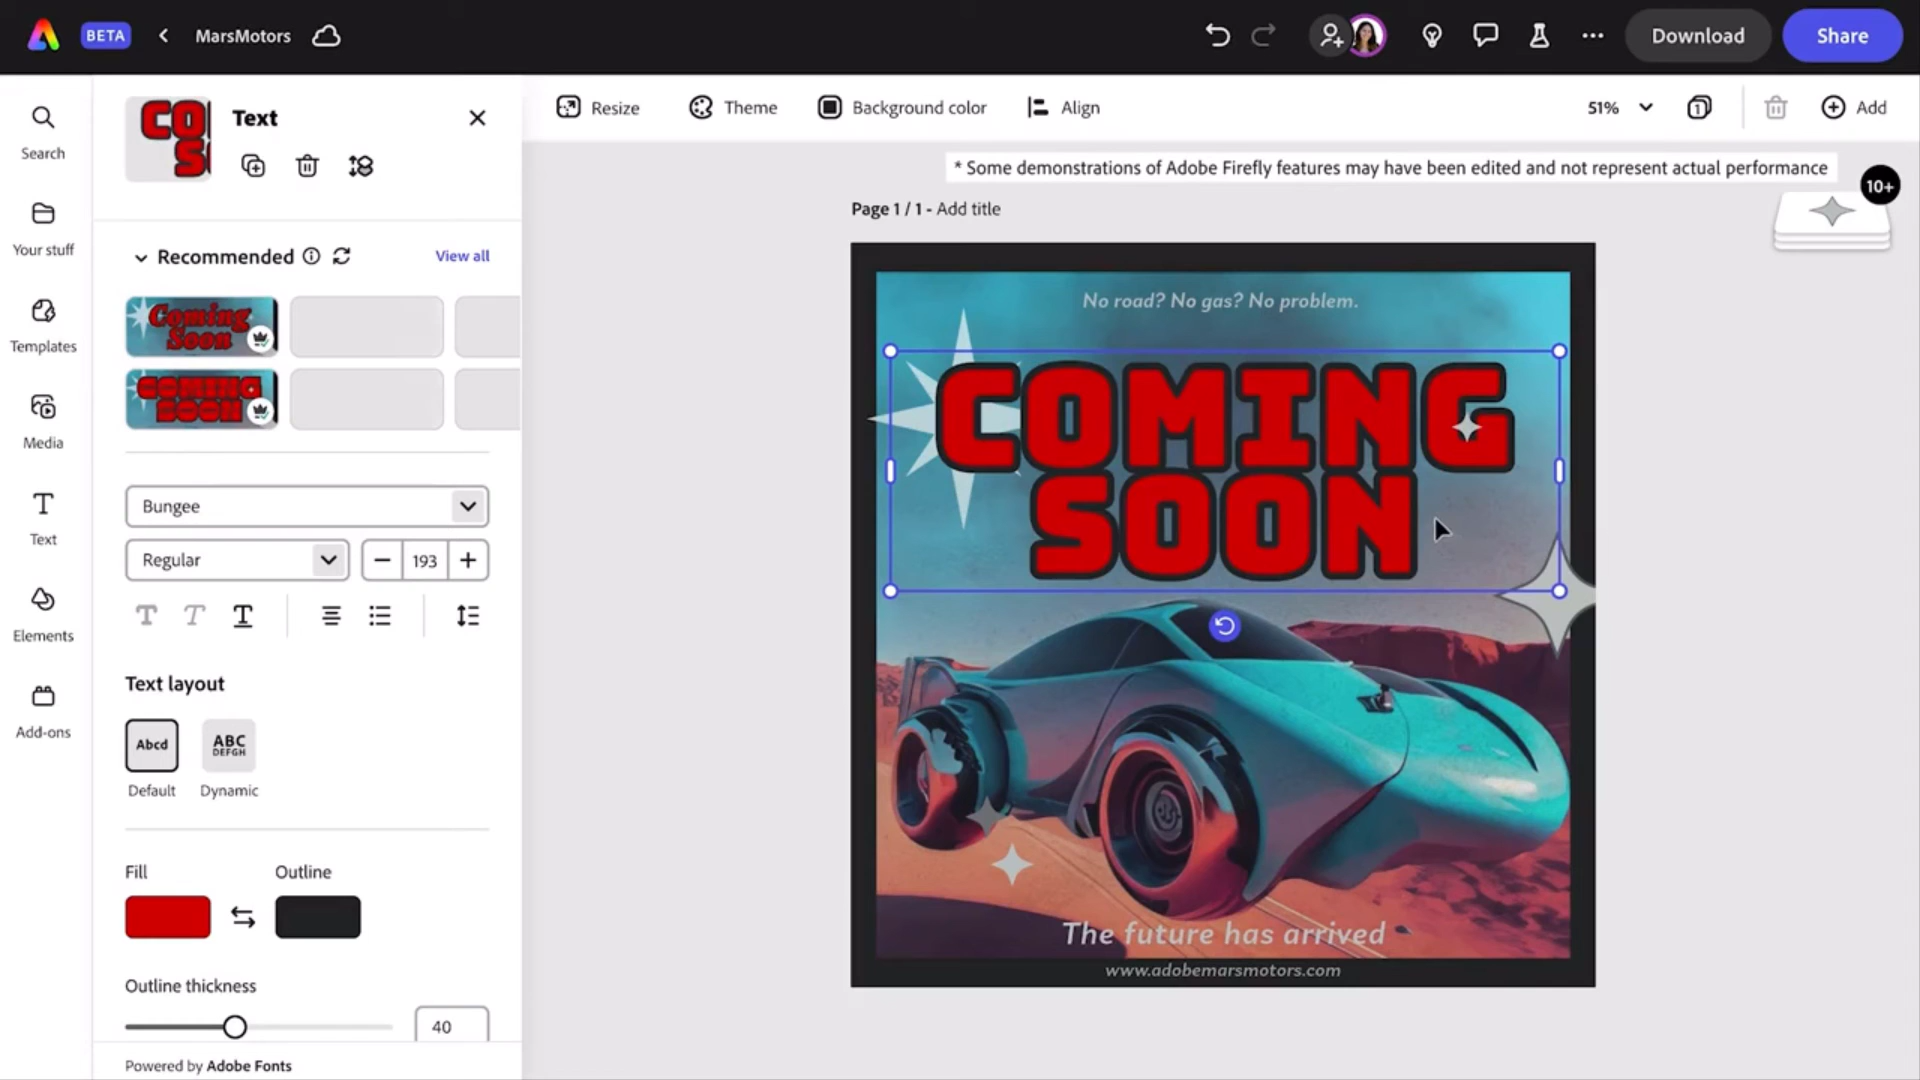 BETA
MarsMotors
Download
Share
Search
Your stuff
Templates
Media
Text
Elements
Add-ons
CO
S
Text
Recommended
View all
Coming
Soon
COMING
SOON
Bungee
Regular
193
Text layout
Abcd
Default
ABC
DEFGH
Dynamic
Fill
Outline
Outline thickness
40
Powered by Adobe Fonts
Resize
Theme
Background color
Align
51%
1
Add
* Some demonstrations of Adobe Firefly features may have been edited and not represent actual performance
10+
Page 1 / 1 - Add title
No road? No gas? No problem.
COMING
SOON
The future has arrived
www.adobemarsmotors.com